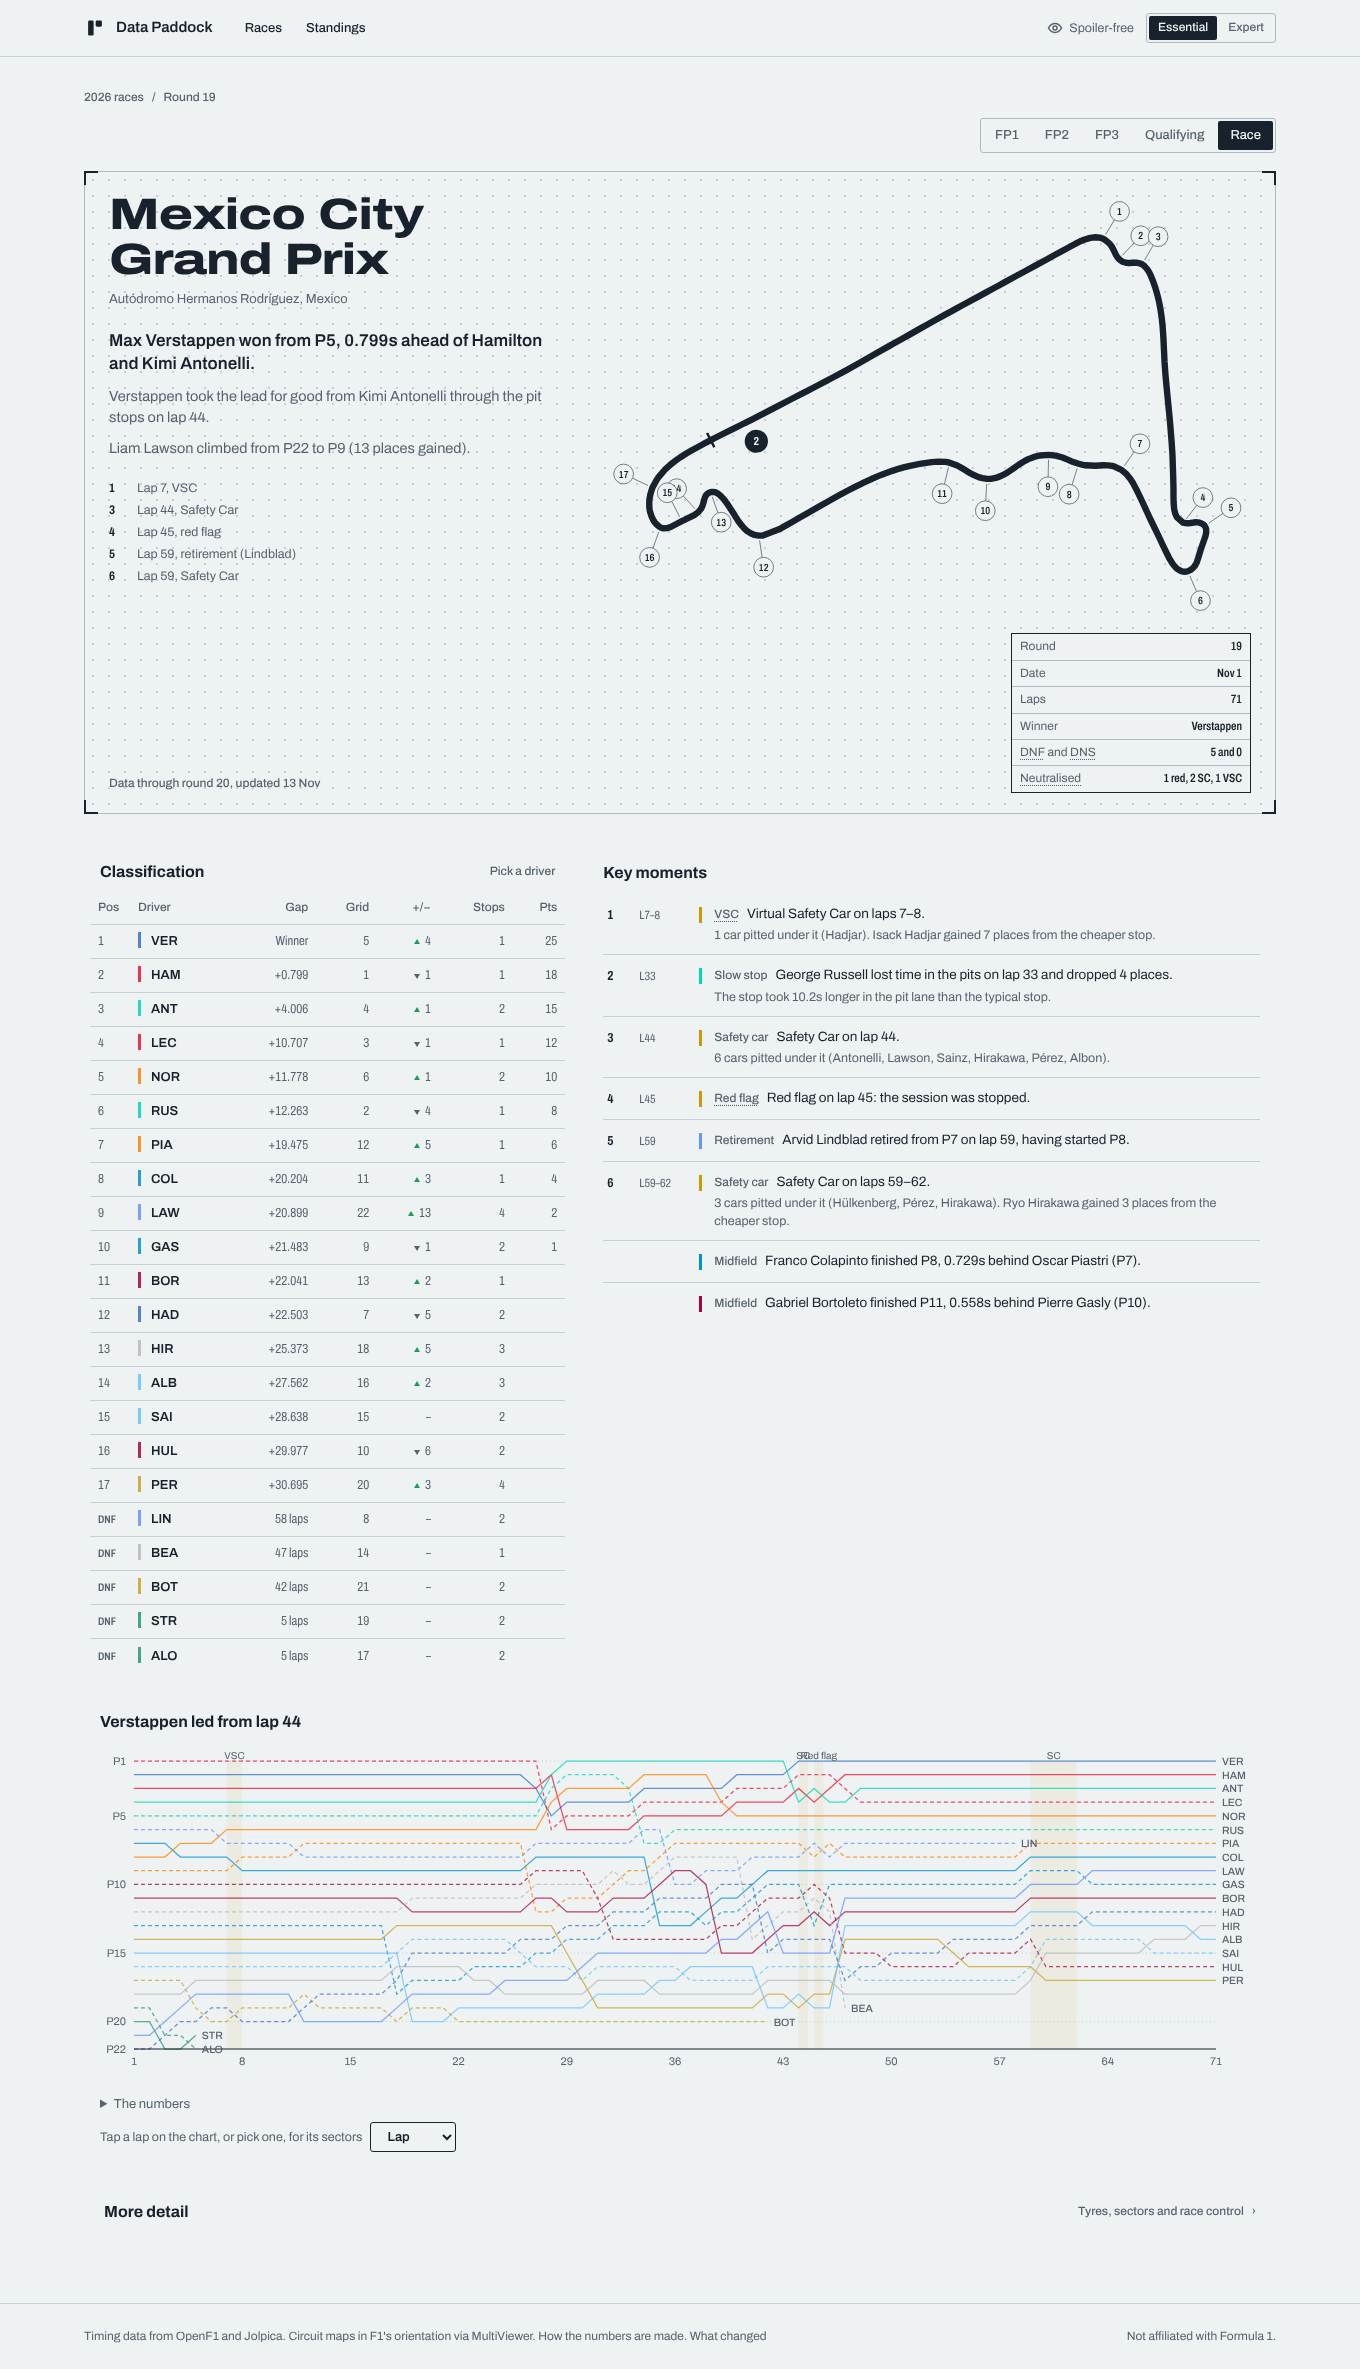 Data Paddock Races Standings Spoiler-free Essential Expert
2026 races / Round 19
FP1 FP2 FP3 Qualifying Race
Mexico City
Grand Prix
Autódromo Hermanos Rodríguez, Mexico
Max Verstappen won from P5, 0.799s ahead of Hamilton
and Kimi Antonelli.
Verstappen took the lead for good from Kimi Antonelli through the pit
stops on lap 44.
Liam Lawson climbed from P22 to P9 (13 places gained).
1 Lap 7, VSC
3 Lap 44, Safety Car
4 Lap 45, red flag
5 Lap 59, retirement (Lindblad)
6 Lap 59, Safety Car
1
2 3
2
7
17
15 4
13
11
10
9
8
4
5
16
12
6
Round 19
Date Nov 1
Laps 71
Winner Verstappen
DNF and DNS 5 and 0
Neutralised 1 red, 2 SC, 1 VSC
Data through round 20, updated 13 Nov
Classification Pick a driver
Pos Driver Gap Grid +/− Stops Pts
1 VER Winner 5 ▲ 4 1 25
2 HAM +0.799 1 ▼ 1 1 18
3 ANT +4.006 4 ▲ 1 2 15
4 LEC +10.707 3 ▼ 1 1 12
5 NOR +11.778 6 ▲ 1 2 10
6 RUS +12.263 2 ▼ 4 1 8
7 PIA +19.475 12 ▲ 5 1 6
8 COL +20.204 11 ▲ 3 1 4
9 LAW +20.899 22 ▲ 13 4 2
10 GAS +21.483 9 ▼ 1 2 1
11 BOR +22.041 13 ▲ 2 1
12 HAD +22.503 7 ▼ 5 2
13 HIR +25.373 18 ▲ 5 3
14 ALB +27.562 16 ▲ 2 3
15 SAI +28.638 15 – 2
16 HUL +29.977 10 ▼ 6 2
17 PER +30.695 20 ▲ 3 4
DNF LIN 58 laps 8 – 2
DNF BEA 47 laps 14 – 1
DNF BOT 42 laps 21 – 2
DNF STR 5 laps 19 – 2
DNF ALO 5 laps 17 – 2
Key moments
1 L7–8 VSC Virtual Safety Car on laps 7–8.
1 car pitted under it (Hadjar). Isack Hadjar gained 7 places from the cheaper stop.
2 L33 Slow stop George Russell lost time in the pits on lap 33 and dropped 4 places.
The stop took 10.2s longer in the pit lane than the typical stop.
3 L44 Safety car Safety Car on lap 44.
6 cars pitted under it (Antonelli, Lawson, Sainz, Hirakawa, Pérez, Albon).
4 L45 Red flag Red flag on lap 45: the session was stopped.
5 L59 Retirement Arvid Lindblad retired from P7 on lap 59, having started P8.
6 L59–62 Safety car Safety Car on laps 59–62.
3 cars pitted under it (Hülkenberg, Pérez, Hirakawa). Ryo Hirakawa gained 3 places from the
cheaper stop.
Midfield Franco Colapinto finished P8, 0.729s behind Oscar Piastri (P7).
Midfield Gabriel Bortoleto finished P11, 0.558s behind Pierre Gasly (P10).
Verstappen led from lap 44
VSC SC Red flag SC
P1
P5
P10
P15
P20
P22
VER
HAM
ANT
LEC
NOR
RUS
PIA
COL
LAW
GAS
BOR
HAD
HIR
ALB
SAI
HUL
PER
LIN
BEA
BOT
STR
ALO
1 8 15 22 29 36 43 50 57 64 71
▶ The numbers
Tap a lap on the chart, or pick one, for its sectors Lap
More detail Tyres, sectors and race control ›
Timing data from OpenF1 and Jolpica. Circuit maps in F1's orientation via MultiViewer. How the numbers are made. What changed Not affiliated with Formula 1.